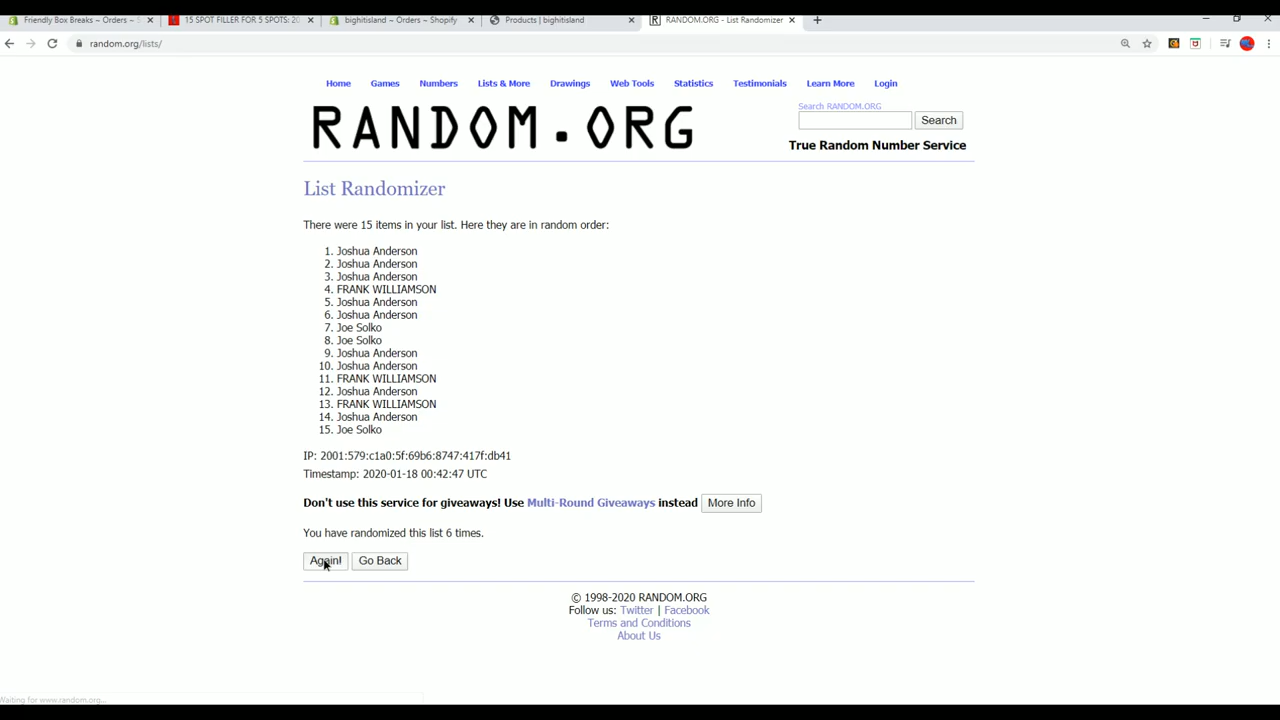 Friendly Box Breaks ~ Orders ~ S
15 SPOT FILLER FOR 5 SPOTS: 20
bighitisland ~ Orders ~ Shopify
Products | bighitisland
RANDOM.ORG - List Randomizer
random.org/lists/
Home Games Numbers Lists & More Drawings Web Tools Statistics Testimonials Learn More Login
RANDOM.ORG
Search RANDOM.ORG
Search
True Random Number Service
List Randomizer
There were 15 items in your list. Here they are in random order:
1. Joshua Anderson
2. Joshua Anderson
3. Joshua Anderson
4. FRANK WILLIAMSON
5. Joshua Anderson
6. Joshua Anderson
7. Joe Solko
8. Joe Solko
9. Joshua Anderson
10. Joshua Anderson
11. FRANK WILLIAMSON
12. Joshua Anderson
13. FRANK WILLIAMSON
14. Joshua Anderson
15. Joe Solko
IP: 2001:579:c1a0:5f:69b6:8747:417f:db41
Timestamp: 2020-01-18 00:42:47 UTC
Don't use this service for giveaways! Use Multi-Round Giveaways instead More Info
You have randomized this list 6 times.
Again! Go Back
© 1998-2020 RANDOM.ORG
Follow us: Twitter | Facebook
Terms and Conditions
About Us
Waiting for www.random.org...